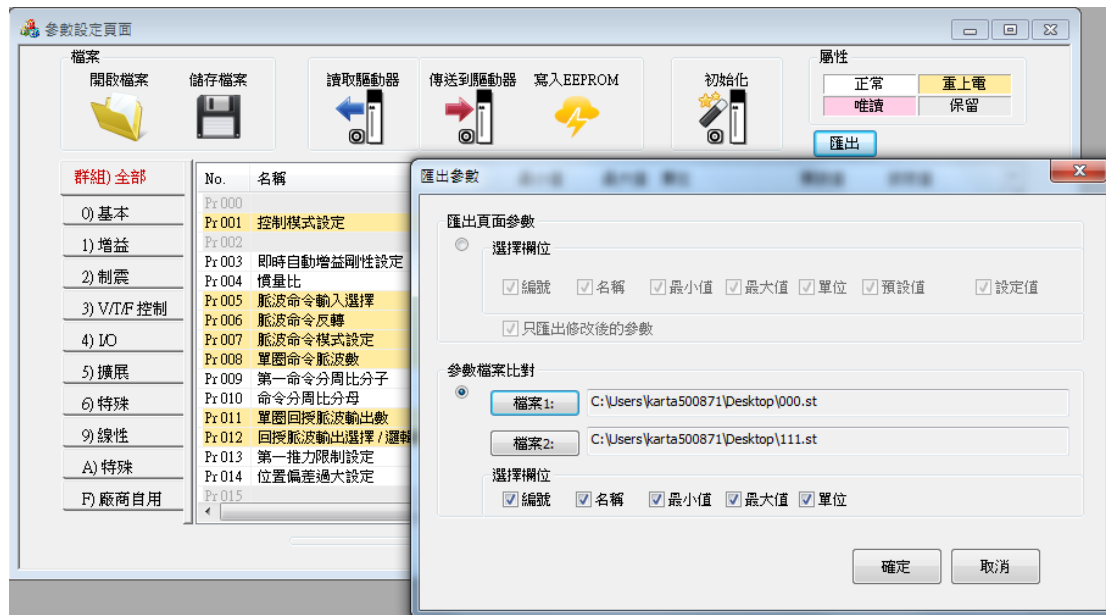 參數設定頁面
檔案
開啟檔案
儲存檔案
讀取驅動器
傳送到驅動器
寫入EEPROM
初始化
屬性
正常
重上電
唯讀
保留
匯出
群組) 全部
0) 基本
1) 增益
2) 制震
3) V/T/F 控制
4) I/O
5) 擴展
6) 特殊
9) 線性
A) 特殊
F) 廠商自用
No. 名稱
Pr 000
Pr 001 控制模式設定
Pr 002
Pr 003 即時自動增益剛性設定
Pr 004 慣量比
Pr 005 脈波命令輸入選擇
Pr 006 脈波命令反轉
Pr 007 脈波命令模式設定
Pr 008 單圈命令脈波數
Pr 009 第一命令分周比分子
Pr 010 命令分周比分母
Pr 011 單圈回授脈波輸出數
Pr 012 回授脈波輸出選擇 / 邏輯
Pr 013 第一推力限制設定
Pr 014 位置偏差過大設定
Pr 015
匯出參數
匯出頁面參數
選擇欄位
編號 名稱 最小值 最大值 單位 預設值 設定值
只匯出修改後的參數
參數檔案比對
檔案1: C:\Users\karta500871\Desktop\000.st
檔案2: C:\Users\karta500871\Desktop\111.st
選擇欄位
編號 名稱 最小值 最大值 單位
確定
取消